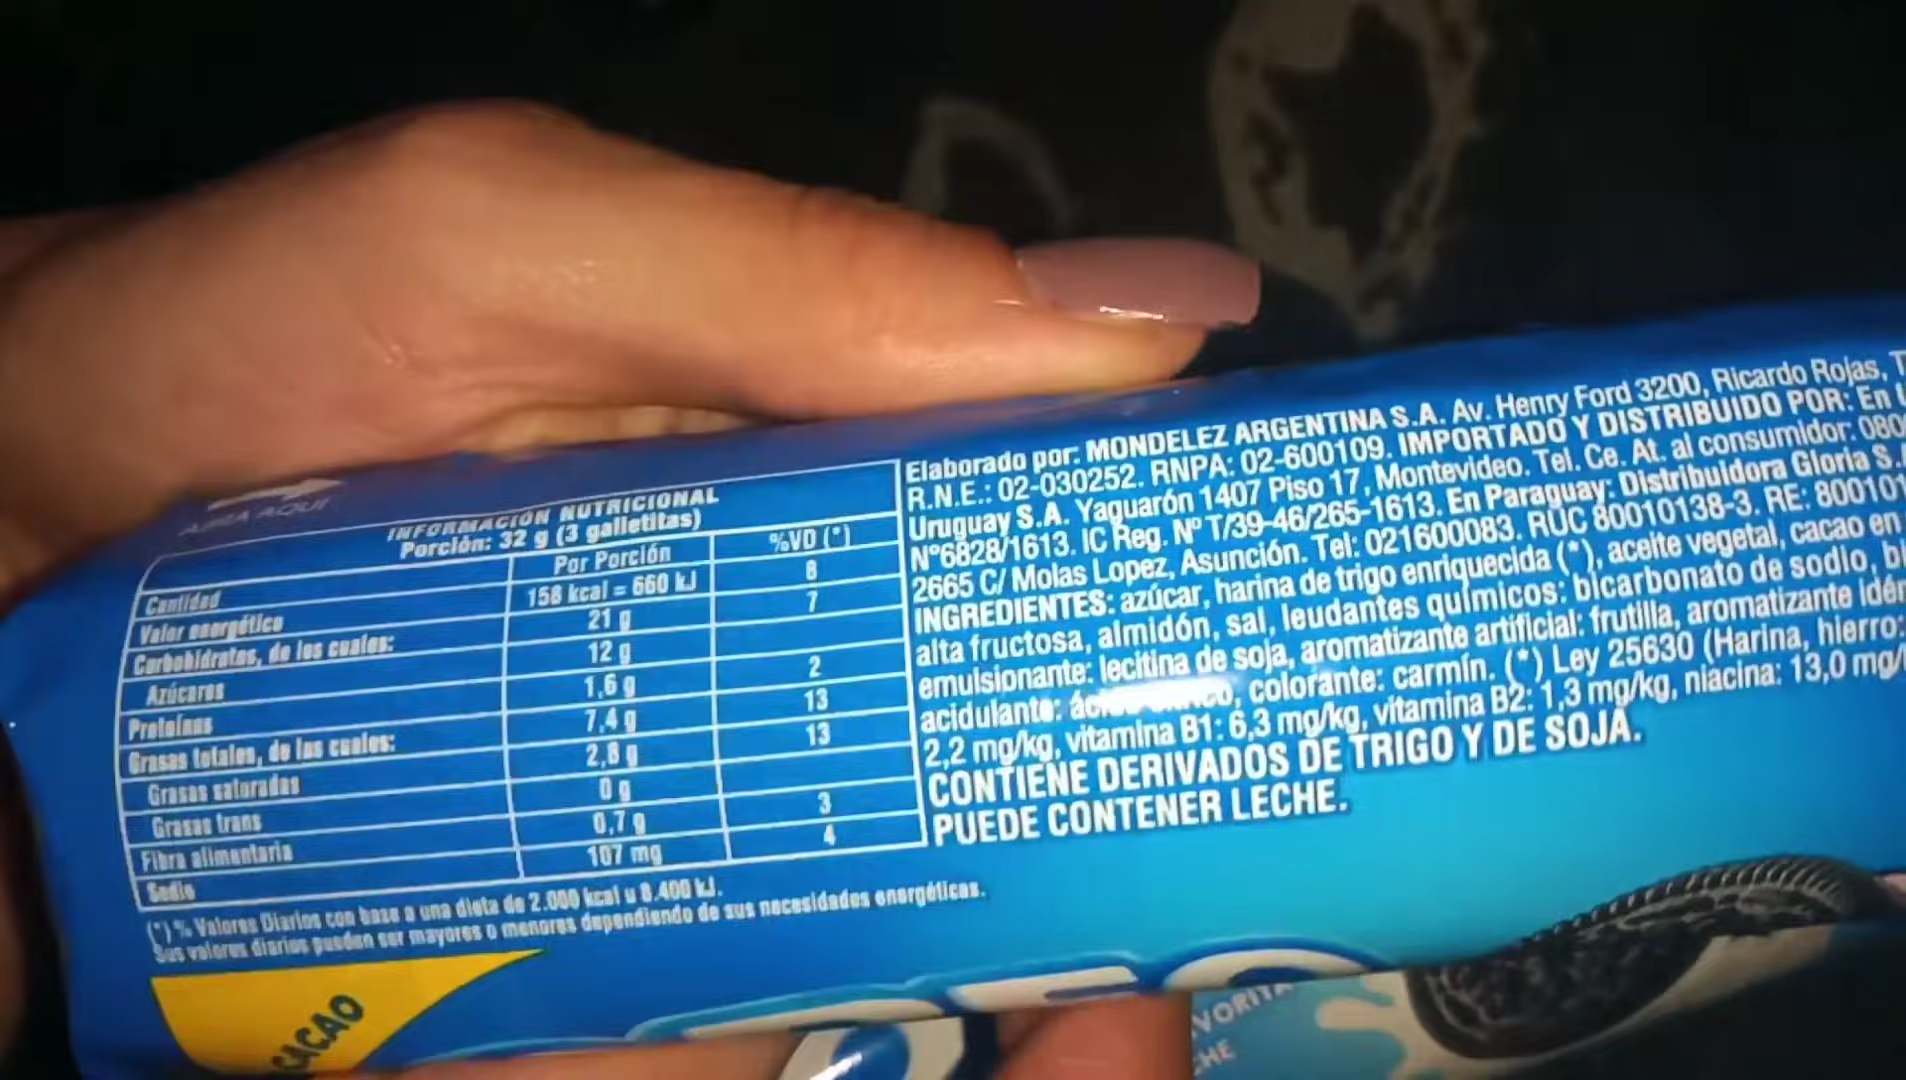 ABRA AQUÍ
INFORMACIÓN NUTRICIONAL
Porción: 32 g (3 galletitas)
Cantidad Por Porción %VD (*)
Valor energético 158 kcal = 660 kJ 8
Carbohidratos, de los cuales: 21 g 7
Azúcares 12 g
Proteínas 1,6 g 2
Grasas totales, de las cuales: 7,4 g 13
Grasas saturadas 2,8 g 13
Grasas trans 0 g
Fibra alimentaria 0,7 g 3
Sodio 107 mg 4
(*) % Valores Diarios con base a una dieta de 2.000 kcal u 8.400 kJ.
Sus valores diarios pueden ser mayores o menores dependiendo de sus necesidades energéticas.
Elaborado por: MONDELEZ ARGENTINA S.A. Av. Henry Ford 3200, Ricardo Rojas,
R.N.E.: 02-030252. RNPA: 02-600109. IMPORTADO Y DISTRIBUIDO POR: En
Uruguay S.A. Yaguarón 1407 Piso 17, Montevideo. Tel. Ce. At. al consumidor:
N°6828/1613. IC Reg. N° T/39-46/265-1613. En Paraguay: Distribuidora Gloria
2665 C/ Molas Lopez, Asunción. Tel: 021600083. RUC 80010138-3. RE:
INGREDIENTES: azúcar, harina de trigo enriquecida (*), aceite vegetal, cacao en
alta fructosa, almidón, sal, leudantes químicos: bicarbonato de sodio,
emulsionante: lecitina de soja, aromatizante artificial: frutilla, aromatizante
acidulante: colorante: carmín. (*) Ley 25630 (Harina, hierro:
2,2 mg/kg, vitamina B1: 6,3 mg/kg, vitamina B2: 1,3 mg/kg, niacina: 13,0
CONTIENE DERIVADOS DE TRIGO Y DE SOJA.
PUEDE CONTENER LECHE.
CACAO